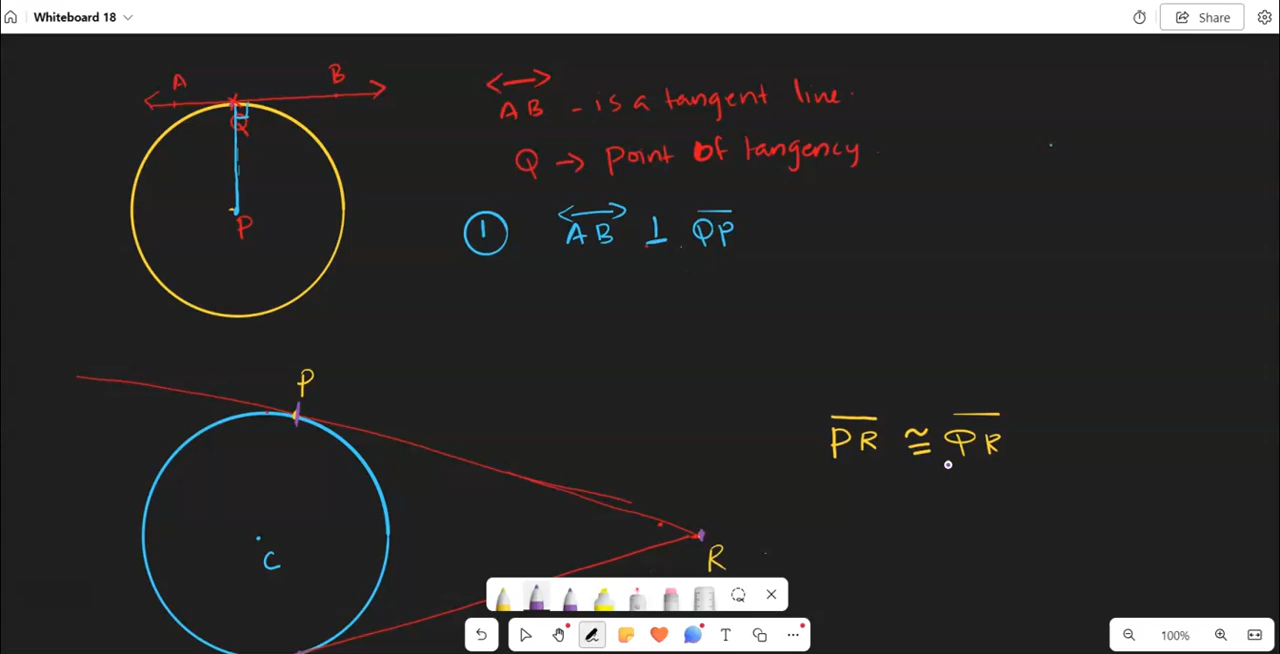 Whiteboard 18
Share
A
B
Q
P
AB - is a tangent line.
Q → Point of tangency
1 AB ⊥ QP
P
PR ≅ QR
C
R
T
100%